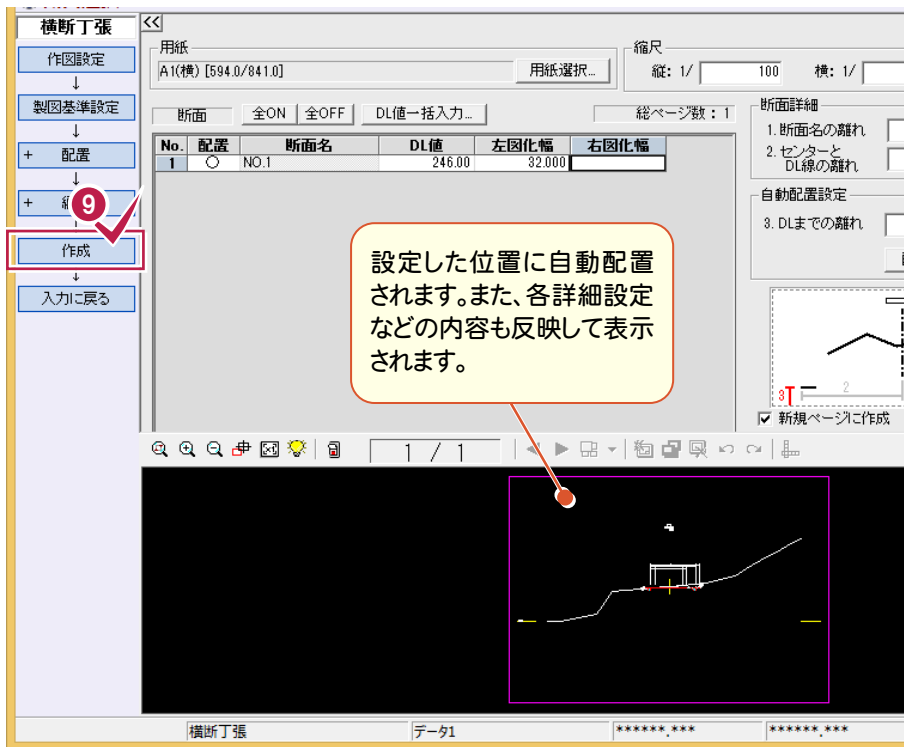 横断丁張
<<
作図設定
↓
製図基準設定
↓
+ 配置
↓
+
9
作成
↓
入力に戻る
用紙
A1(横) [594.0/841.0]
用紙選択...
縮尺
縦: 1/ 100 横: 1/
断面 全ON 全OFF DL値一括入力... 総ページ数: 1
No. 配置 断面名 DL値 左図化幅 右図化幅
1 ○ NO.1 246.00 32.000
断面詳細
1. 断面名の離れ
2. センターと
DL線の離れ
自動配置設定
3. DLまでの離れ
2
3
✓ 新規ページに作成
設定した位置に自動配置
されます。また、各詳細設定
などの内容も反映して表示
されます。
1 / 1
横断丁張 データ1 ******.*** ******.***